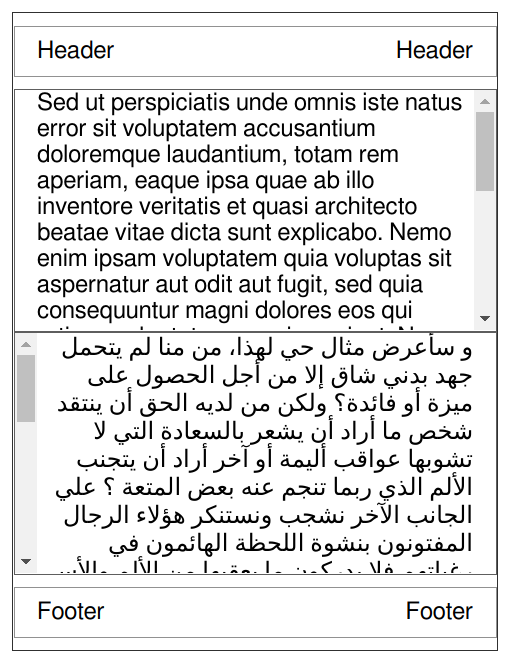 Header Header
Sed ut perspiciatis unde omnis iste natus
error sit voluptatem accusantium
doloremque laudantium, totam rem
aperiam, eaque ipsa quae ab illo
inventore veritatis et quasi architecto
beatae vitae dicta sunt explicabo. Nemo
enim ipsam voluptatem quia voluptas sit
aspernatur aut odit aut fugit, sed quia
consequuntur magni dolores eos qui
و سأعرض مثال حي لهذا، من منا لم يتحمل
جهد بدني شاق إلا من أجل الحصول على
ميزة أو فائدة؟ ولكن من لديه الحق أن ينتقد
شخص ما أراد أن يشعر بالسعادة التي لا
تشوبها عواقب أليمة أو آخر أراد أن يتجنب
الألم الذي ربما تنجم عنه بعض المتعة ؟ علي
الجانب الآخر نشجب ونستنكر هؤلاء الرجال
المفتونون بنشوة اللحظة الهائمون في
Footer Footer